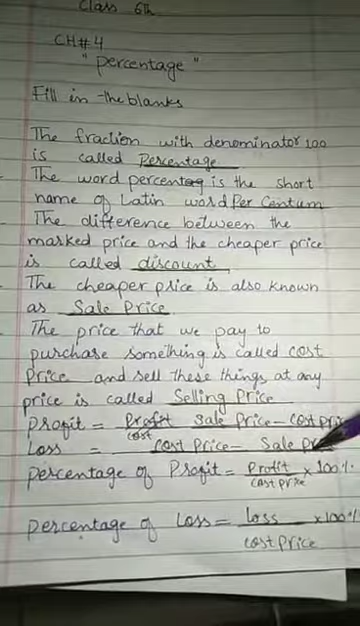 Class 6th
CH#4
"Percentage"
Fill in the blanks
The fraction with denominator 100
is called Percentage
The word percentag is the short
name of Latin word Per Centum
The difference between the
marked price and the cheaper price
is called discount
The cheaper price is also known
as Sale Price
The price that we pay to
purchase something is called cost
Price and sell these things at any
price is called Selling Price
Profit = Sale Price - cost
Loss = cost Price - Sale
percentage of Profit = Profit / cost price × 100%
percentage of Loss = Loss / cost price × 100%